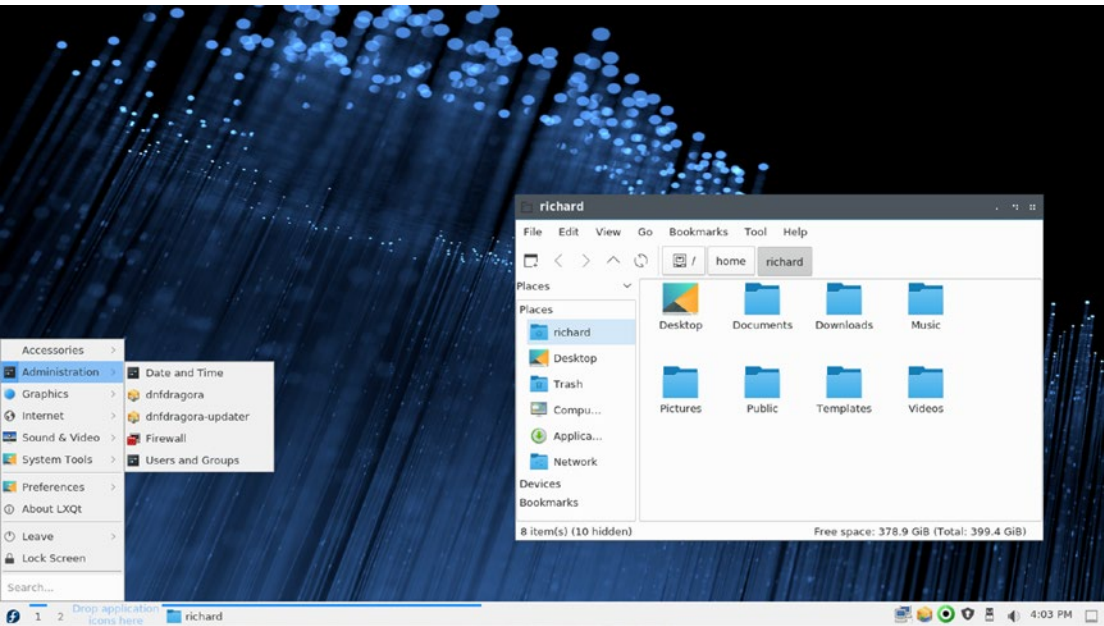 richard
File Edit View Go Bookmarks Tool Help
/ home richard
Places
Places
richard
Desktop
Trash
Compu...
Applica...
Network
Devices
Bookmarks
Desktop Documents Downloads Music
Pictures Public Templates Videos
8 item(s) (10 hidden) Free space: 378.9 GiB (Total: 399.4 GiB)
Accessories
Administration
Graphics
Internet
Sound & Video
System Tools
Preferences
About LXQt
Leave
Lock Screen
Search...
Date and Time
dnfdragora
dnfdragora-updater
Firewall
Users and Groups
1 2 Drop application
icons here
richard
4:03 PM